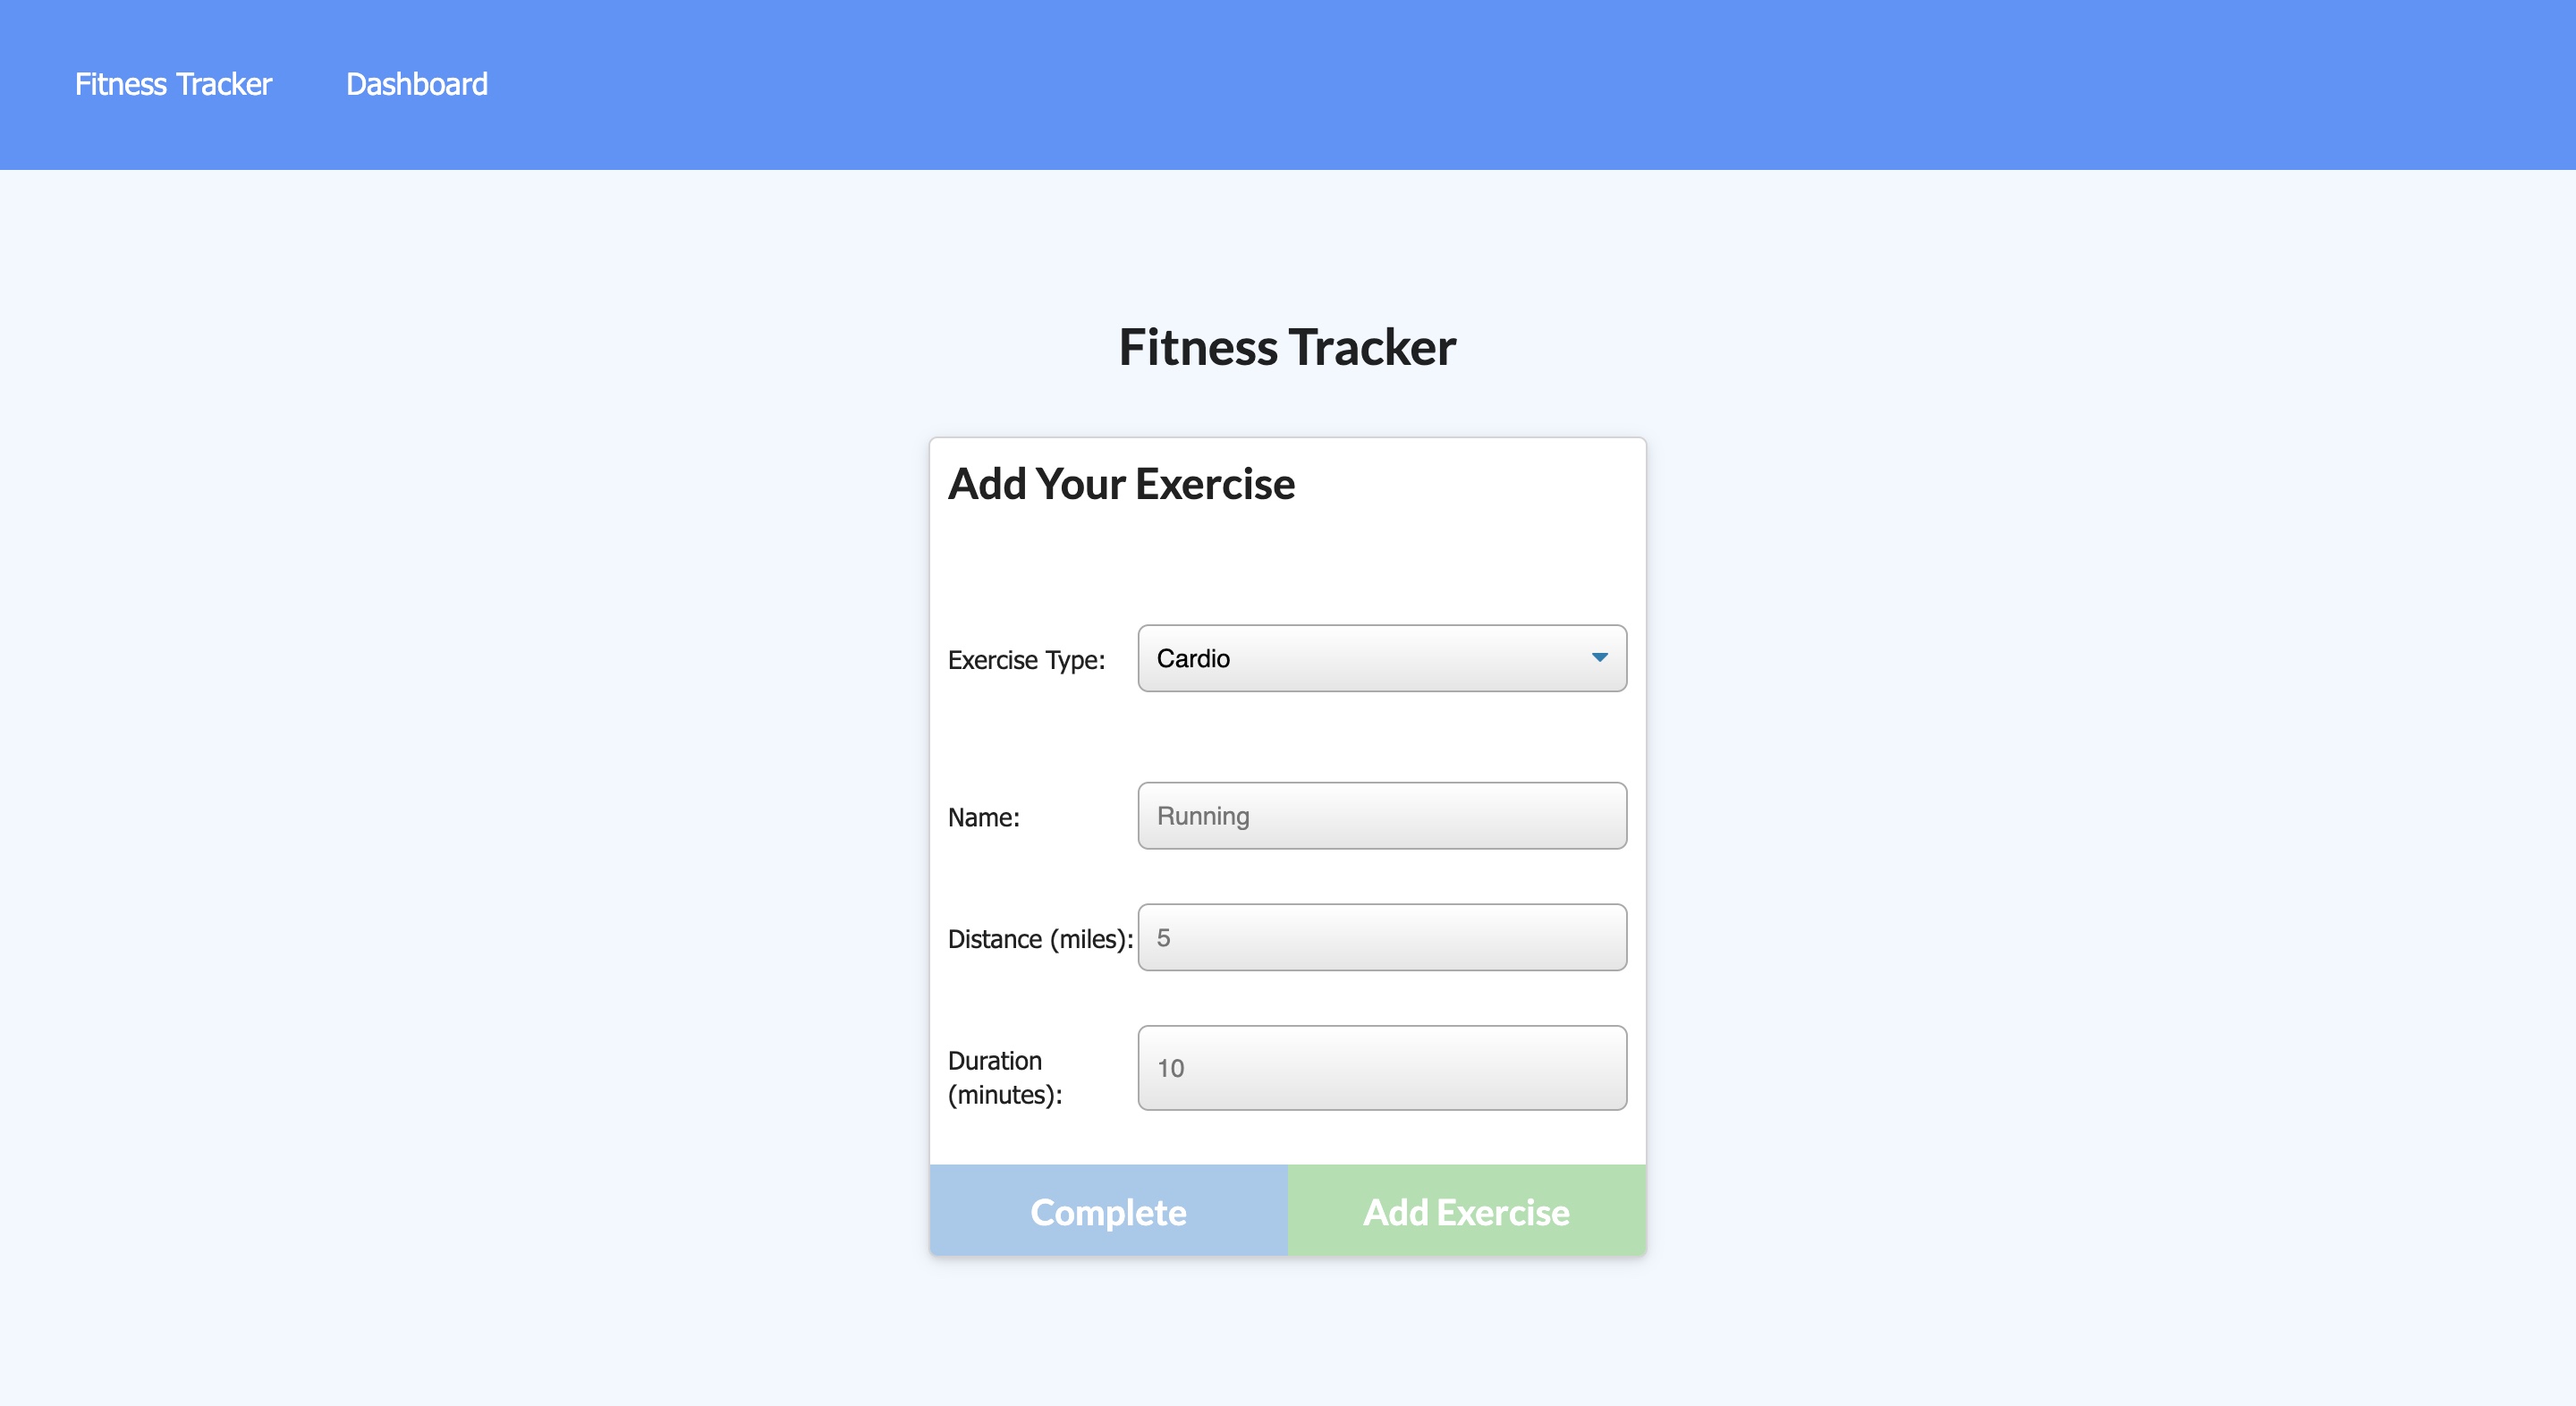 Fitness Tracker Dashboard
Fitness Tracker
Add Your Exercise
Exercise Type: Cardio
Name: Running
Distance (miles): 5
Duration
(minutes): 10
Complete Add Exercise